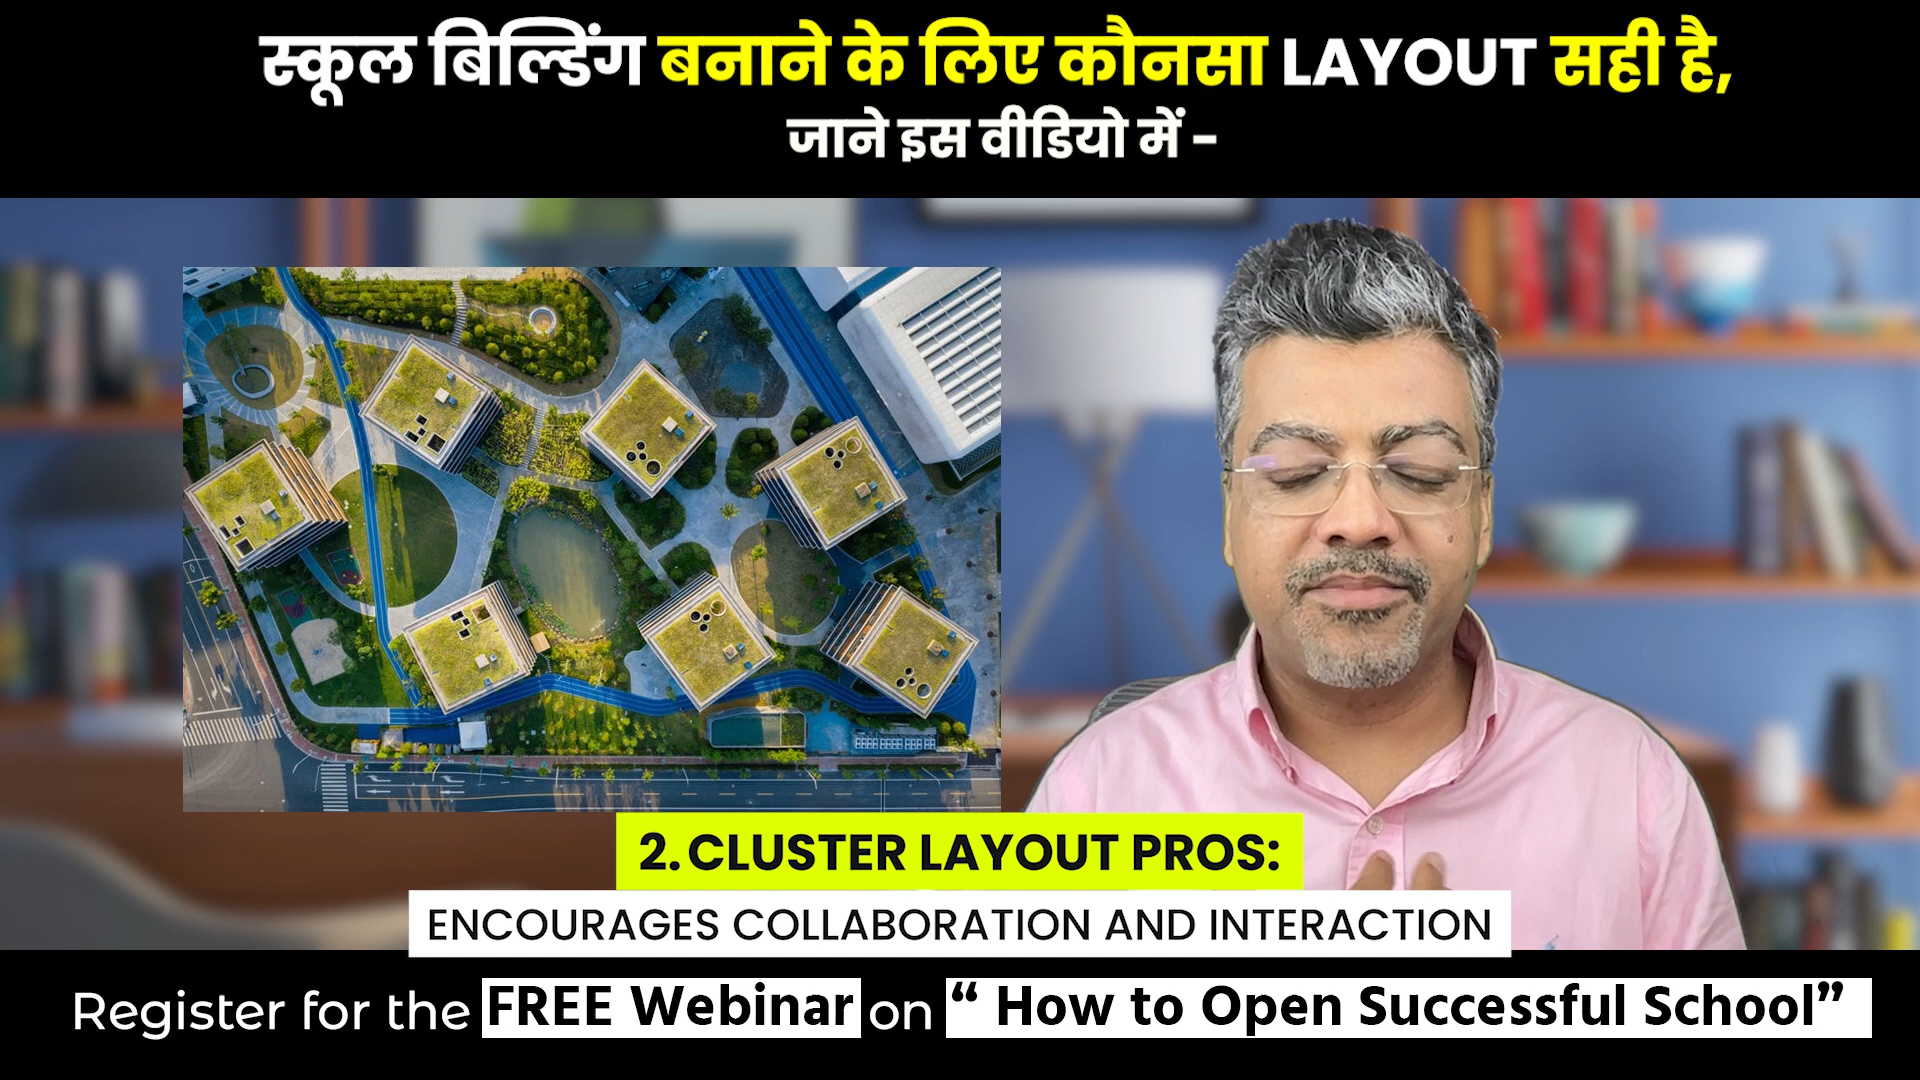 स्कूल बिल्डिंग बनाने के लिए कौनसा LAYOUT सही है,
जाने इस वीडियो में -
2. CLUSTER LAYOUT PROS:
ENCOURAGES COLLABORATION AND INTERACTION
Register for the FREE Webinar on “ How to Open Successful School”